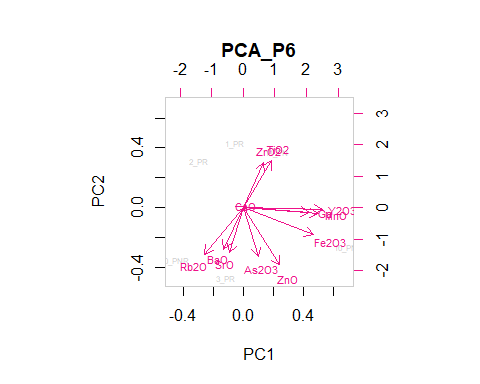 PCA_P6
-2 -1 0 1 2 3
PC2
-0.4 0.0 0.4
3 2 1 0 -1 -2
1_PR
2_PR
ZrO2 TiO2
Y2O3
MnO
Fe2O3
Rb2O BaO SrO
As2O3
ZnO
3_PR
-0.4 0.0 0.4
PC1